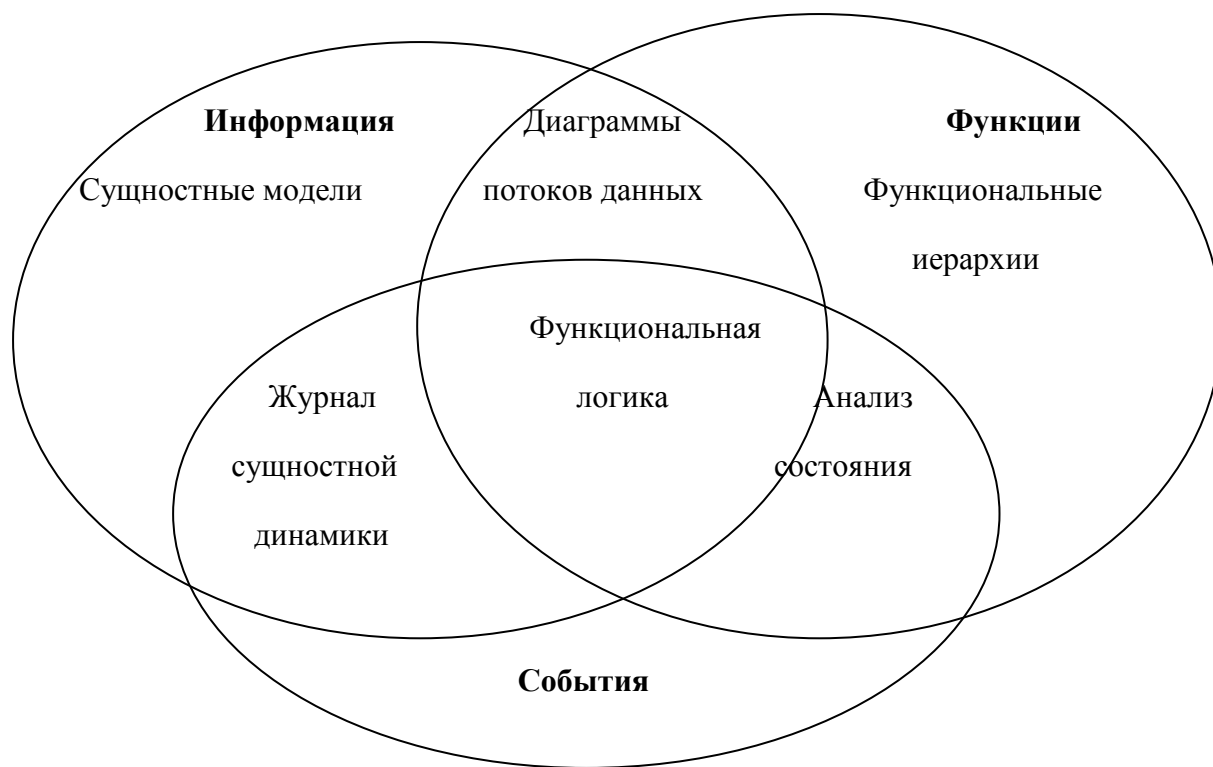 Информация
Сущностные модели
Диаграммы
потоков данных
Функции
Функциональные
иерархии
Функциональная
логика
Журнал
сущностной
динамики
Анализ
состояния
События